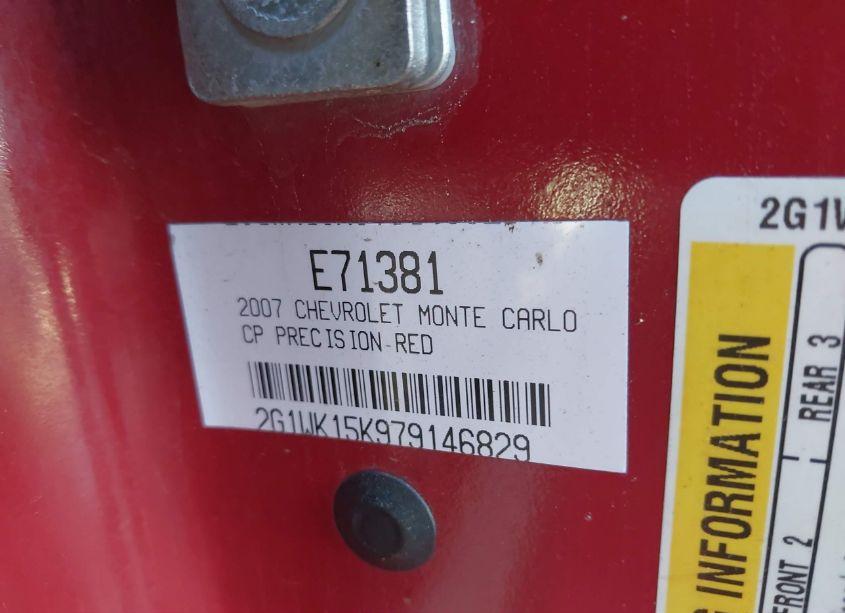 E71381
2007 CHEVROLET MONTE CARLO
CP PRECISION-RED
2G1WK15K979146829
2G1W
INFORMATION
REAR 3
FRONT 2